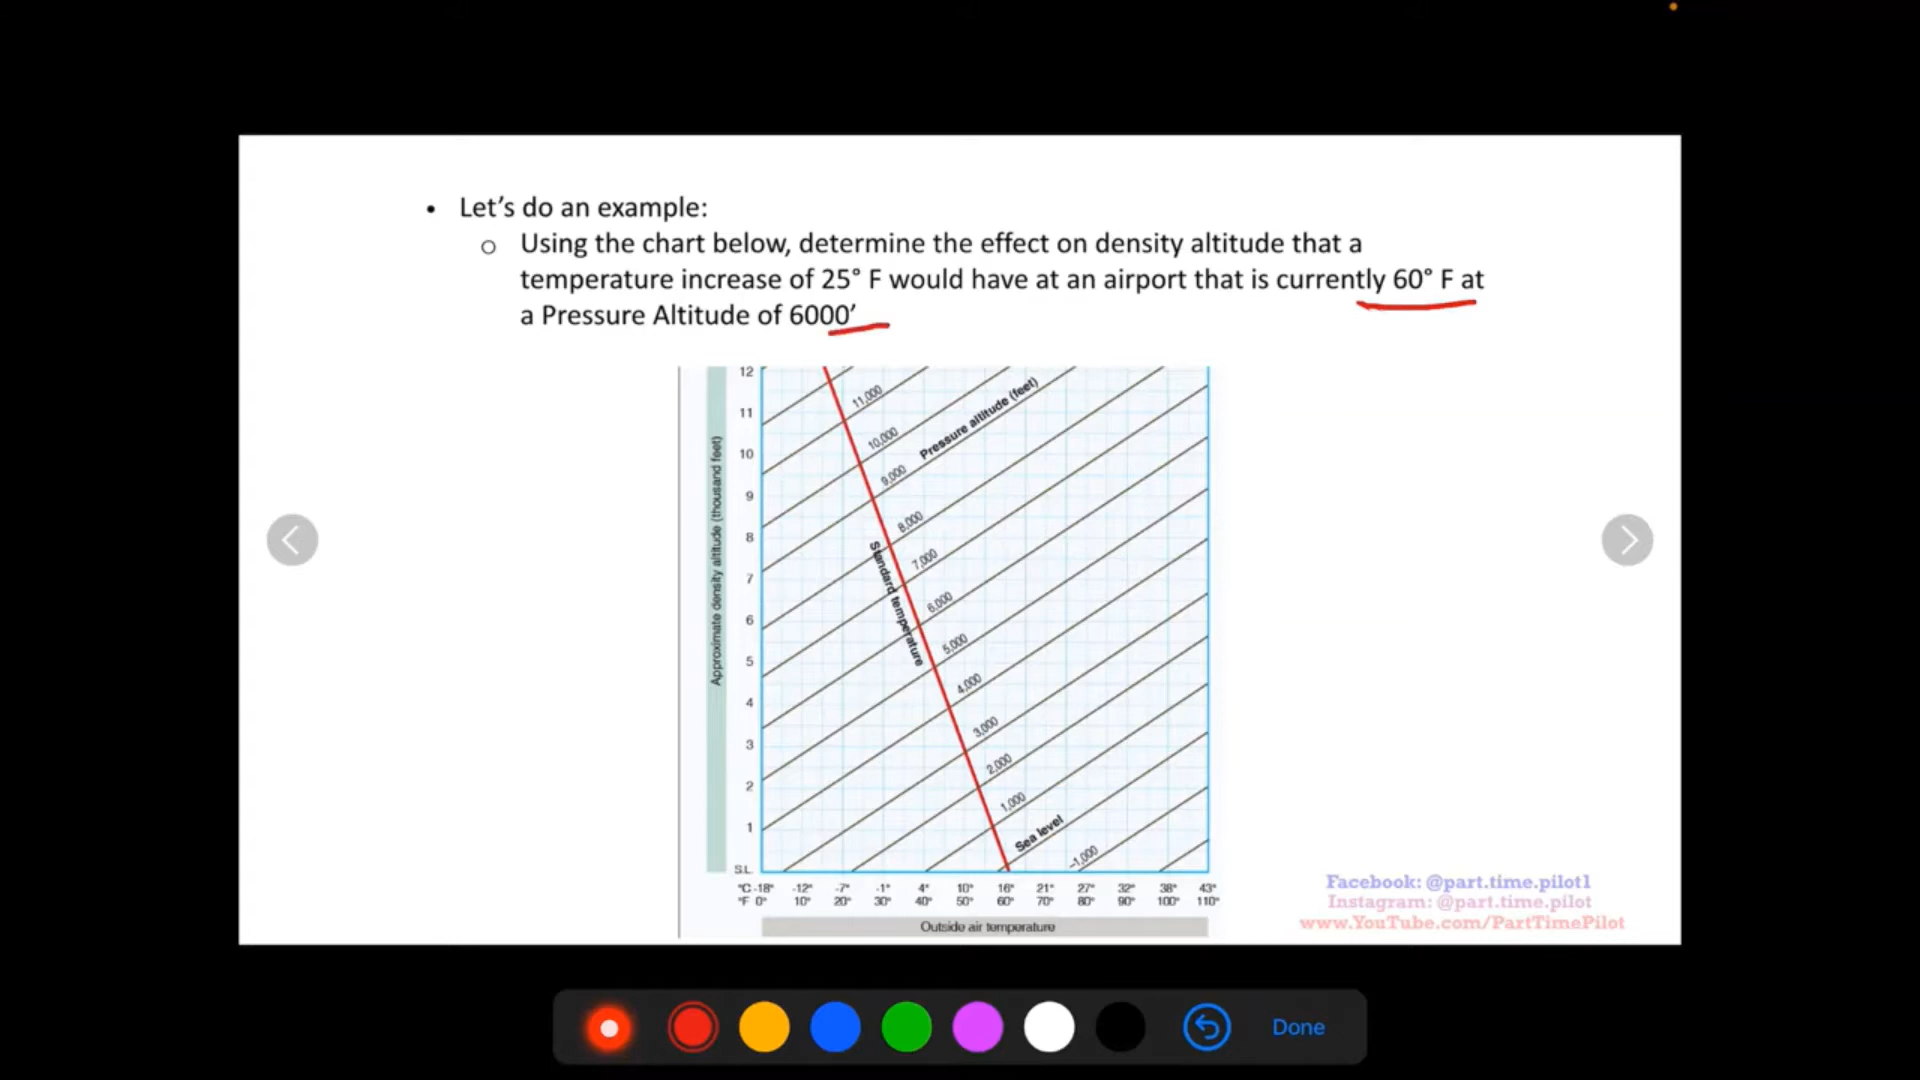 • Let’s do an example:
o Using the chart below, determine the effect on density altitude that a
temperature increase of 25° F would have at an airport that is currently 60° F at
a Pressure Altitude of 6000’
Approximate density altitude (thousand feet)
12
11
10
9
8
7
6
5
4
3
2
1
S.L.
11,000
10,000
9,000
Pressure altitude (feet)
8,000
7,000
Standard temperature
6,000
5,000
4,000
3,000
2,000
1,000
Sea level
–1,000
°C -18° -12° -7° -1° 4° 10° 16° 21° 27° 32° 38° 43°
°F 0° 10° 20° 30° 40° 50° 60° 70° 80° 90° 100° 110°
Outside air temperature
Facebook: @part.time.pilot1
Instagram: @part.time.pilot
www.YouTube.com/PartTimePilot
Done